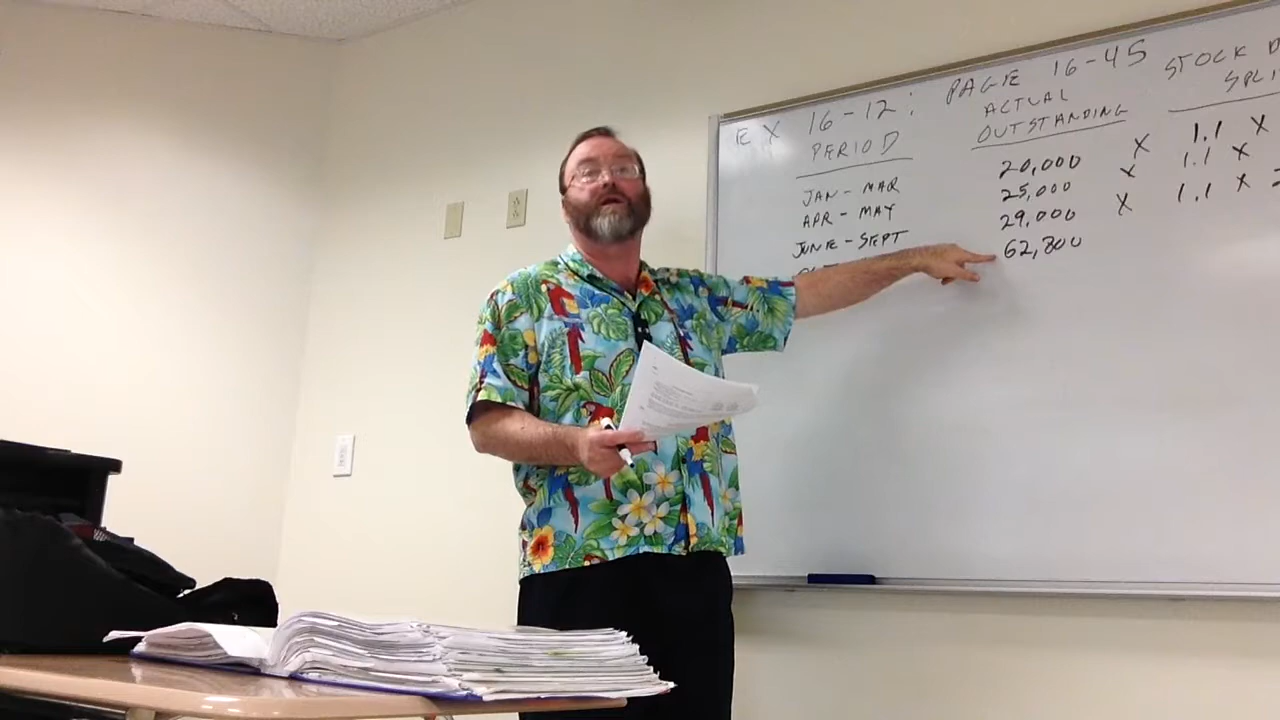 EX 16-12: PAGE 16-45 STOCK
PERIOD ACTUAL OUTSTANDING
JAN - MAR 20,000 X 1.1 X
APR - MAY 25,000 X 1.1 X
JUNE - SEPT 29,000 X 1.1 X 2
62,800